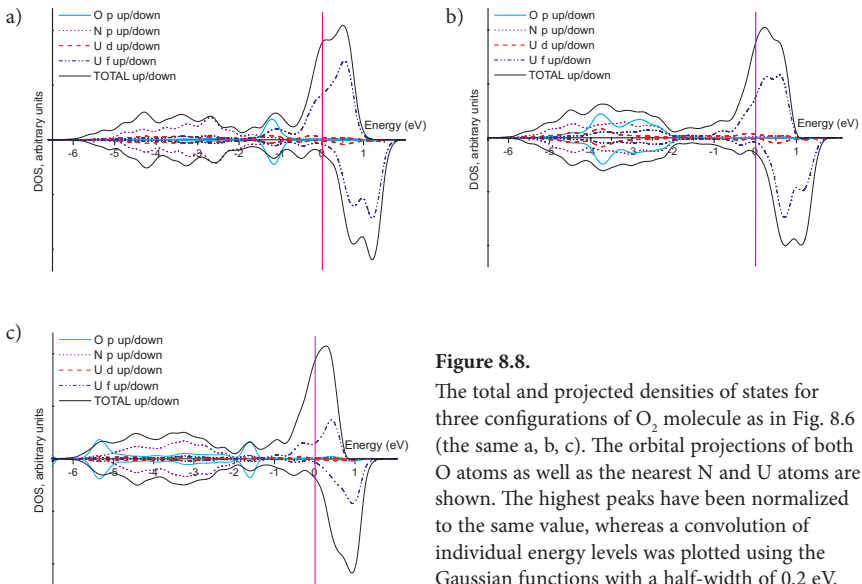 a)
O p up/down
N p up/down
U d up/down
U f up/down
TOTAL up/down
DOS, arbitrary units
Energy (eV)
-6 -5 -4 -3 -2 -1 0 1
b)
O p up/down
N p up/down
U d up/down
U f up/down
TOTAL up/down
DOS, arbitrary units
Energy (eV)
-6 -5 -4 -3 -2 -1 0 1
c)
O p up/down
N p up/down
U d up/down
U f up/down
TOTAL up/down
DOS, arbitrary units
Energy (eV)
-6 -5 -4 -3 -2 -1 0 1
Figure 8.8.
The total and projected densities of states for
three configurations of O₂ molecule as in Fig. 8.6
(the same a, b, c). The orbital projections of both
O atoms as well as the nearest N and U atoms are
shown. The highest peaks have been normalized
to the same value, whereas a convolution of
individual energy levels was plotted using the
Gaussian functions with a half-width of 0.2 eV.